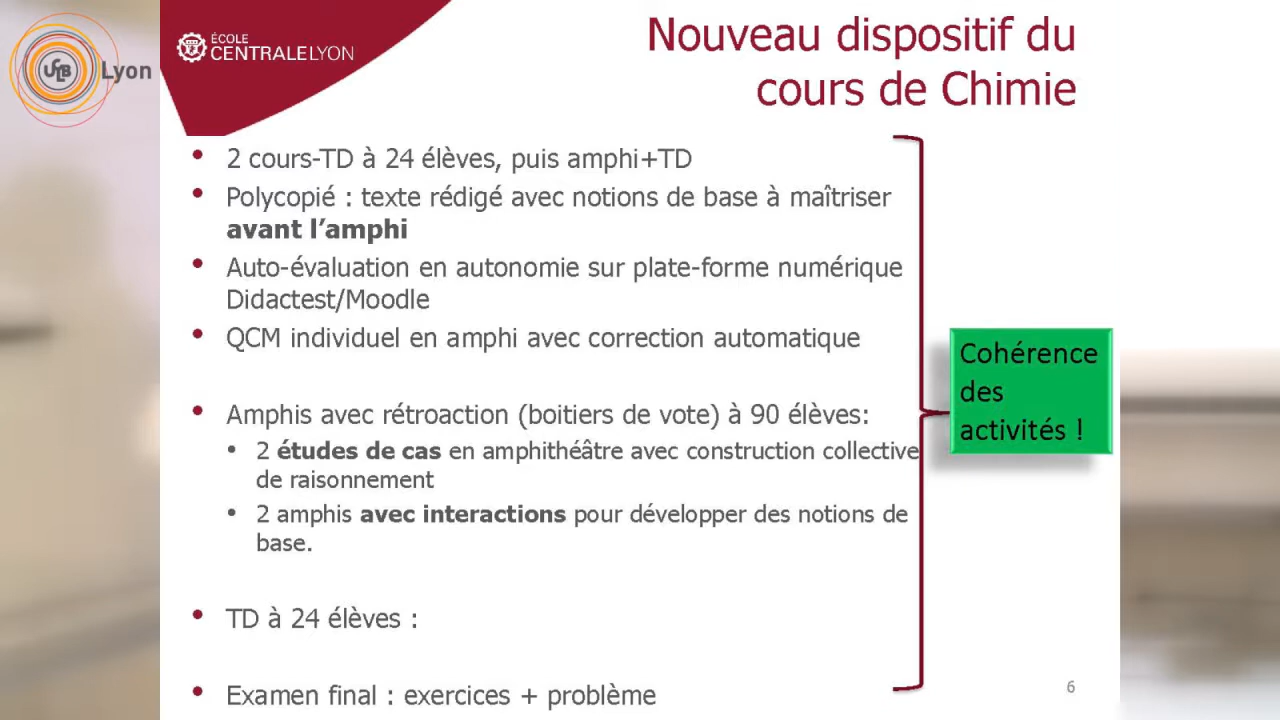 USLB
Lyon
ÉCOLE
CENTRALELYON
Nouveau dispositif du
cours de Chimie
• 2 cours-TD à 24 élèves, puis amphi+TD
• Polycopié : texte rédigé avec notions de base à maîtriser
avant l’amphi
• Auto-évaluation en autonomie sur plate-forme numérique
Didactest/Moodle
• QCM individuel en amphi avec correction automatique
• Amphis avec rétroaction (boitiers de vote) à 90 élèves:
• 2 études de cas en amphithéâtre avec construction collective
de raisonnement
• 2 amphis avec interactions pour développer des notions de
base.
• TD à 24 élèves :
• Examen final : exercices + problème
Cohérence
des
activités !
6